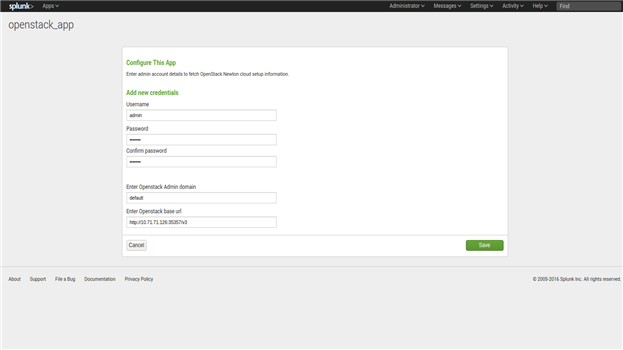 splunk> Apps Administrator Messages Settings Activity Help Find
openstack_app
Configure This App
Enter admin account details to fetch OpenStack Newton cloud setup information.
Add new credentials
Username
admin
Password
•••••••
Confirm password
•••••••
Enter Openstack Admin domain
default
Enter Openstack base url
http://10.71.71.126:35357/v3
Cancel Save
About Support File a Bug Documentation Privacy Policy © 2005-2016 Splunk Inc. All rights reserved.